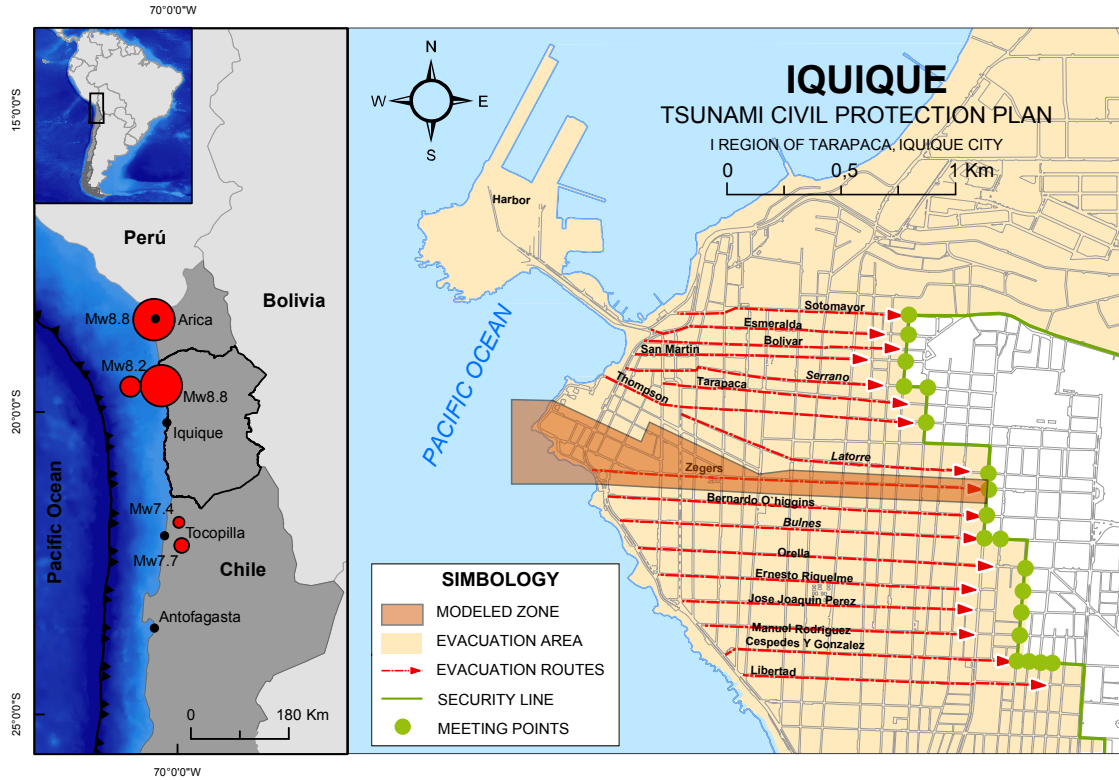 70°0'0"W
15°0'0"S
20°0'0"S
25°0'0"S
Perú
Bolivia
Mw8.8
Arica
Mw8.2
Mw8.8
Iquique
Mw7.4
Tocopilla
Mw7.7
Chile
Antofagasta
Pacific Ocean
0 180 Km
70°0'0"W
N
W E
S
IQUIQUE
TSUNAMI CIVIL PROTECTION PLAN
I REGION OF TARAPACA, IQUIQUE CITY
0 0,5 1 Km
Harbor
PACIFIC OCEAN
Sotomayor
Esmeralda
Bolivar
San Martin
Serrano
Thompson
Tarapaca
Latorre
Zegers
Bernardo O`higgins
Bulnes
Orella
Ernesto Riquelme
Jose Joaquin Perez
Manuel Rodriguez
Cespedes Y Gonzalez
Libertad
SIMBOLOGY
MODELED ZONE
EVACUATION AREA
EVACUATION ROUTES
SECURITY LINE
MEETING POINTS